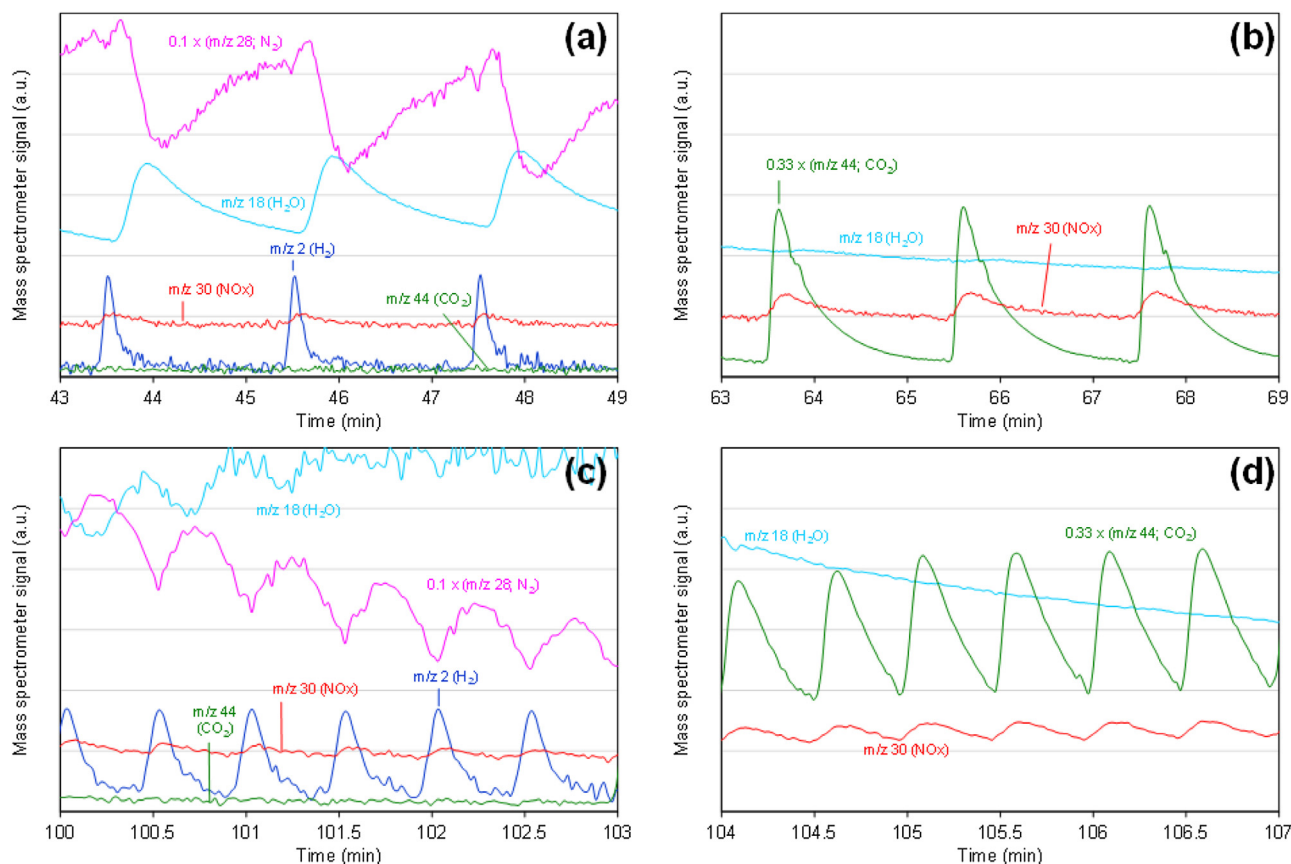 (a)
0.1 x (m/z 28; N₂)
m/z 18 (H₂O)
m/z 2 (H₂)
m/z 30 (NOx)
m/z 44 (CO₂)
Mass spectrometer signal (a.u.)
43 44 45 46 47 48 49
Time (min)
(b)
0.33 x (m/z 44; CO₂)
m/z 18 (H₂O)
m/z 30 (NOx)
Mass spectrometer signal (a.u.)
63 64 65 66 67 68 69
Time (min)
(c)
m/z 18 (H₂O)
0.1 x (m/z 28; N₂)
m/z 2 (H₂)
m/z 30 (NOx)
m/z 44
(CO₂)
Mass spectrometer signal (a.u.)
100 100.5 101 101.5 102 102.5 103
Time (min)
(d)
m/z 18 (H₂O)
0.33 x (m/z 44; CO₂)
m/z 30 (NOx)
Mass spectrometer signal (a.u.)
104 104.5 105 105.5 106 106.5 107
Time (min)